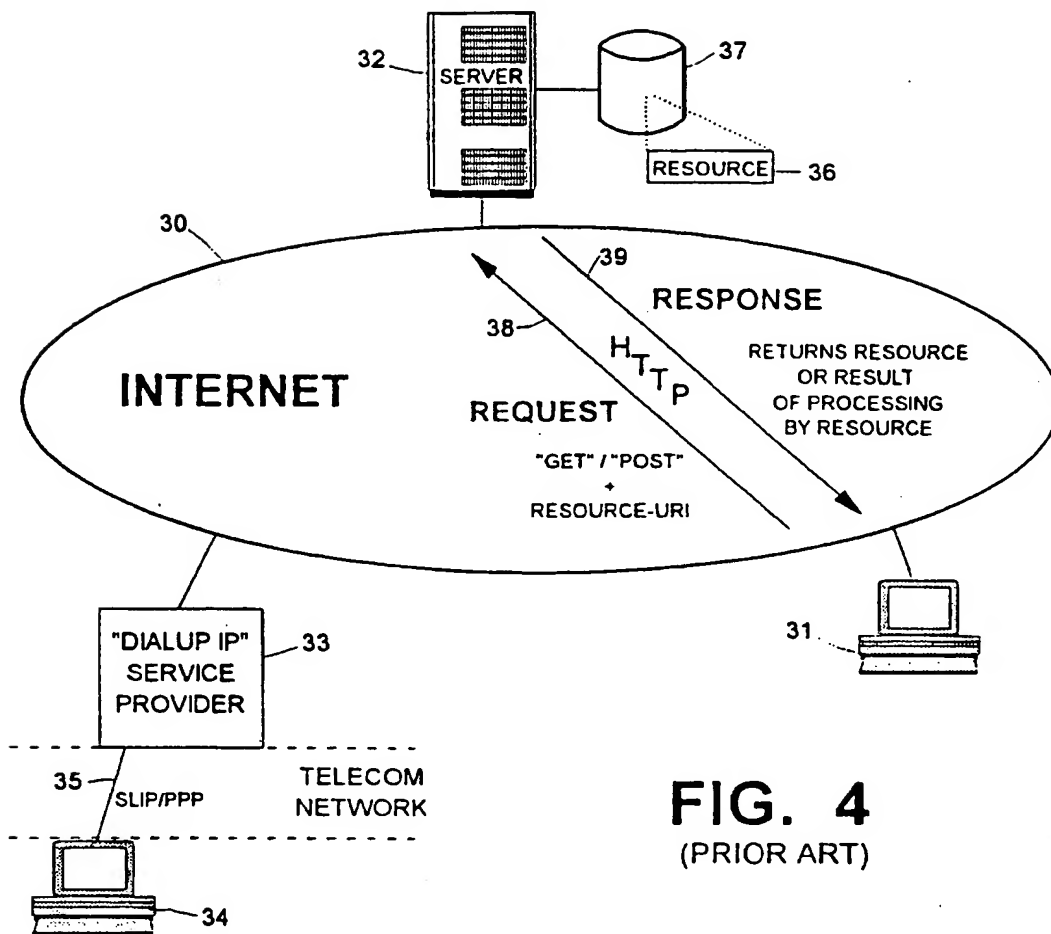 32
SERVER
37
RESOURCE
36
30
39
RESPONSE
38
HTTP
INTERNET
RETURNS RESOURCE
OR RESULT
OF PROCESSING
BY RESOURCE
REQUEST
"GET" / "POST"
+
RESOURCE-URI
"DIALUP IP"
SERVICE
PROVIDER
33
31
35
SLIP/PPP
TELECOM
NETWORK
34
FIG. 4
(PRIOR ART)